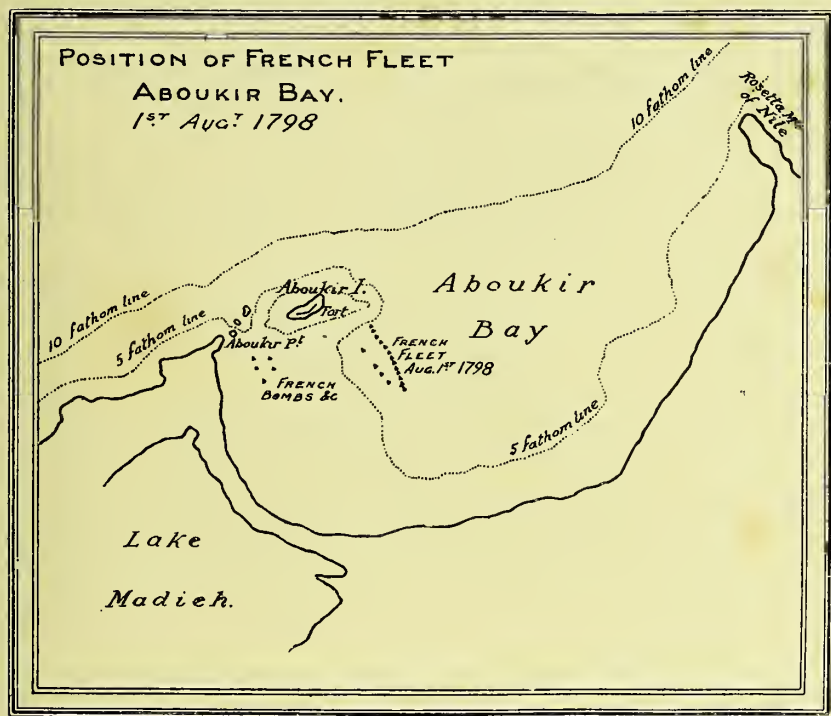 POSITION OF FRENCH FLEET
ABOUKIR BAY.
1ST AUGT 1798
10 fathom line
Rosetta Mth
of Nile
Aboukir I.
Fort
Aboukir
Bay
10 fathom line
5 fathom line
Aboukir Pt
FRENCH
FLEET
AUG. 1ST 1798
FRENCH
BOMBS &C
5 fathom line
Lake
Madieh.